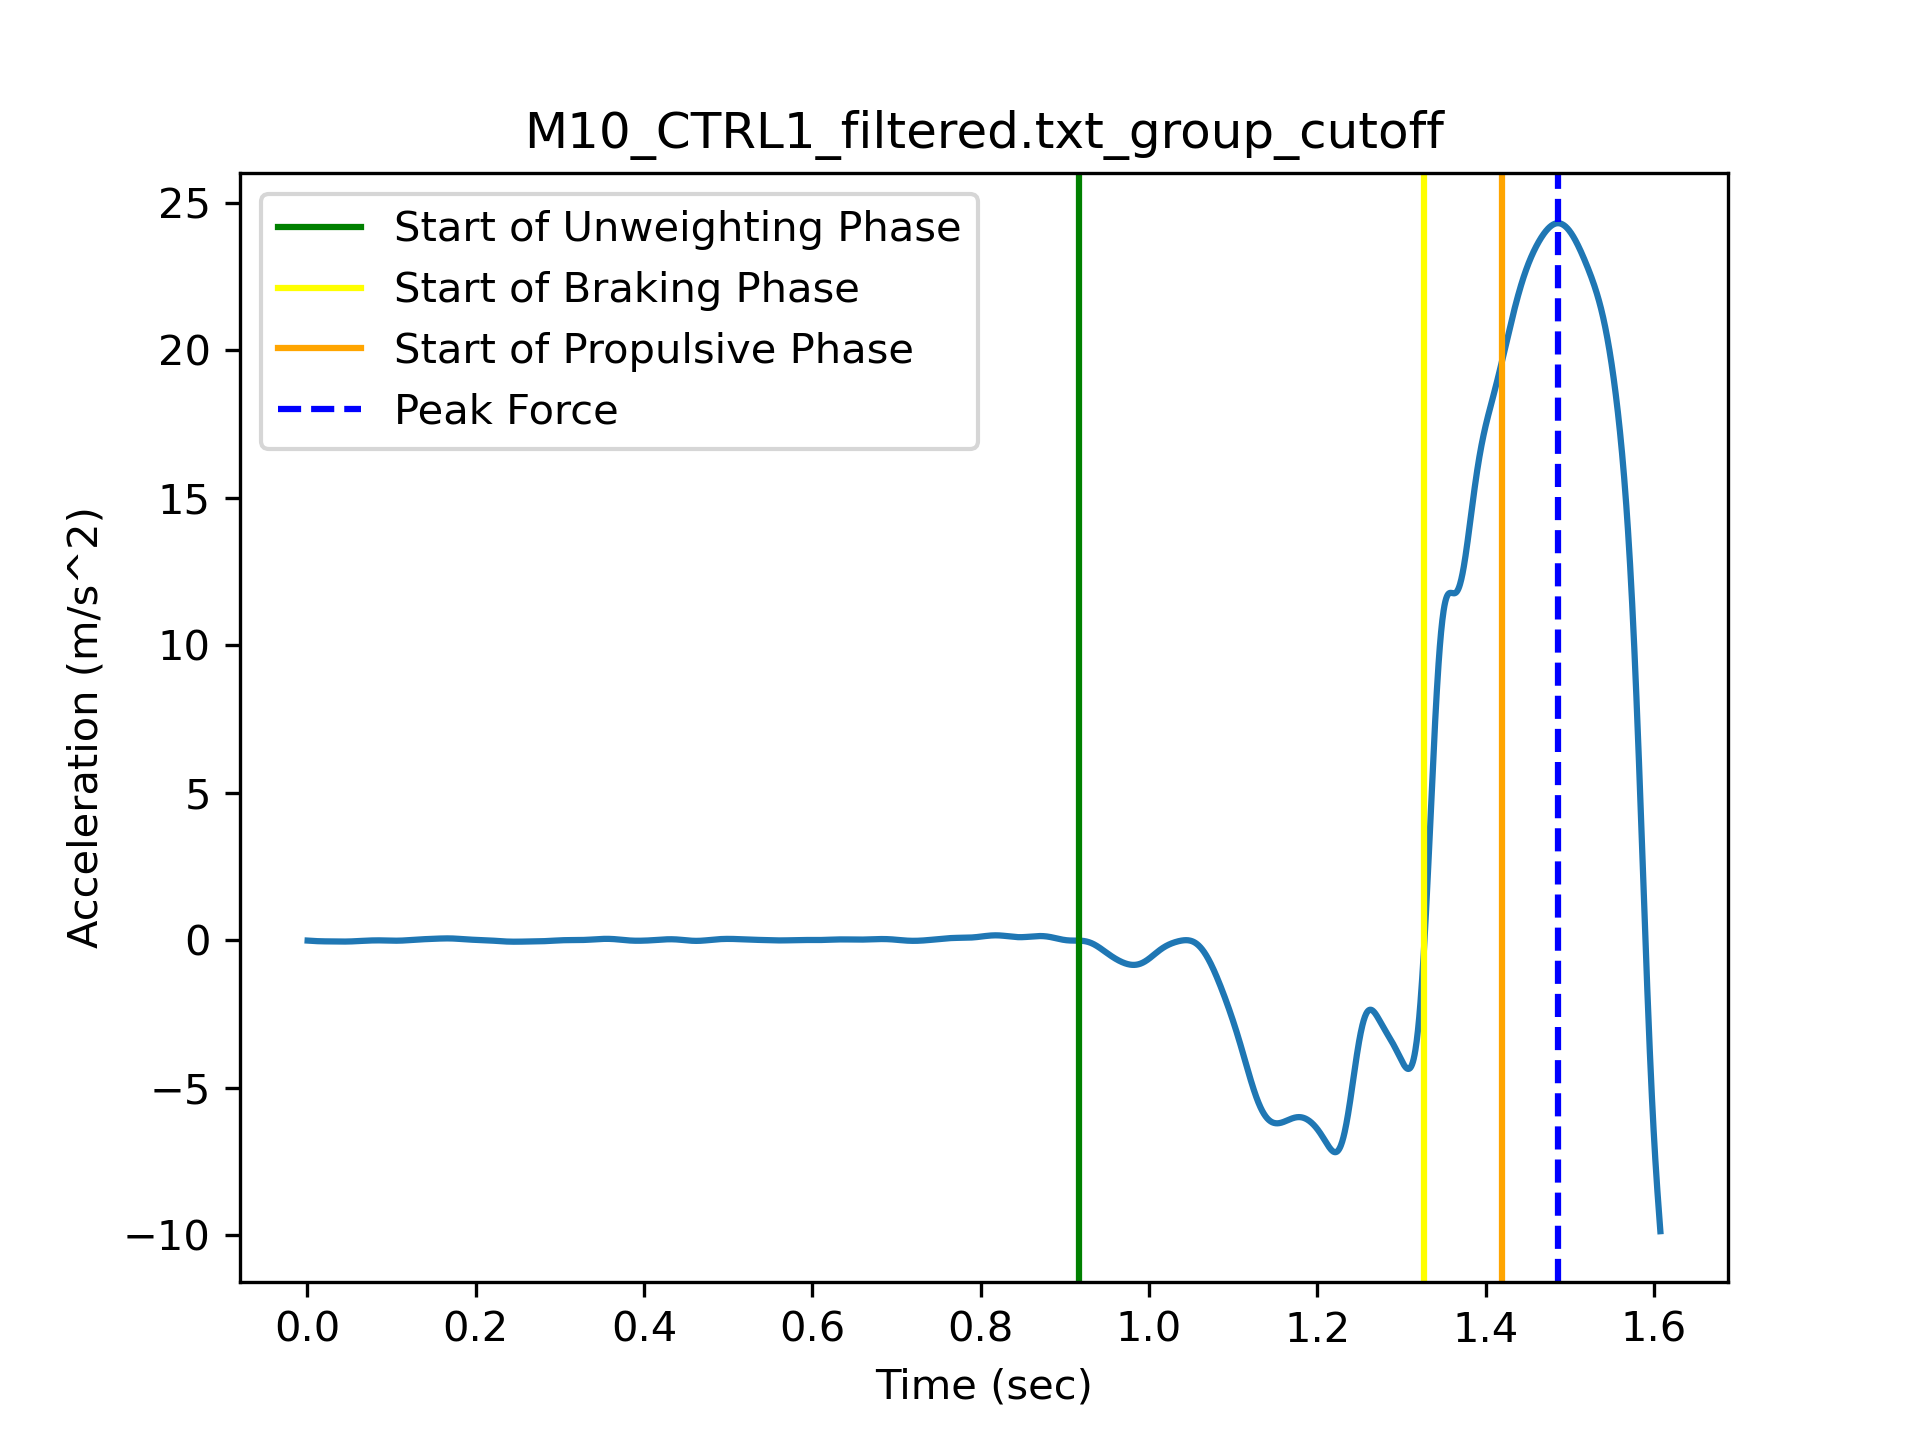 M10_CTRL1_filtered.txt_group_cutoff
Start of Unweighting Phase
Start of Braking Phase
Start of Propulsive Phase
Peak Force
Acceleration (m/s^2)
25
20
15
10
5
0
−5
−10
0.0 0.2 0.4 0.6 0.8 1.0 1.2 1.4 1.6
Time (sec)